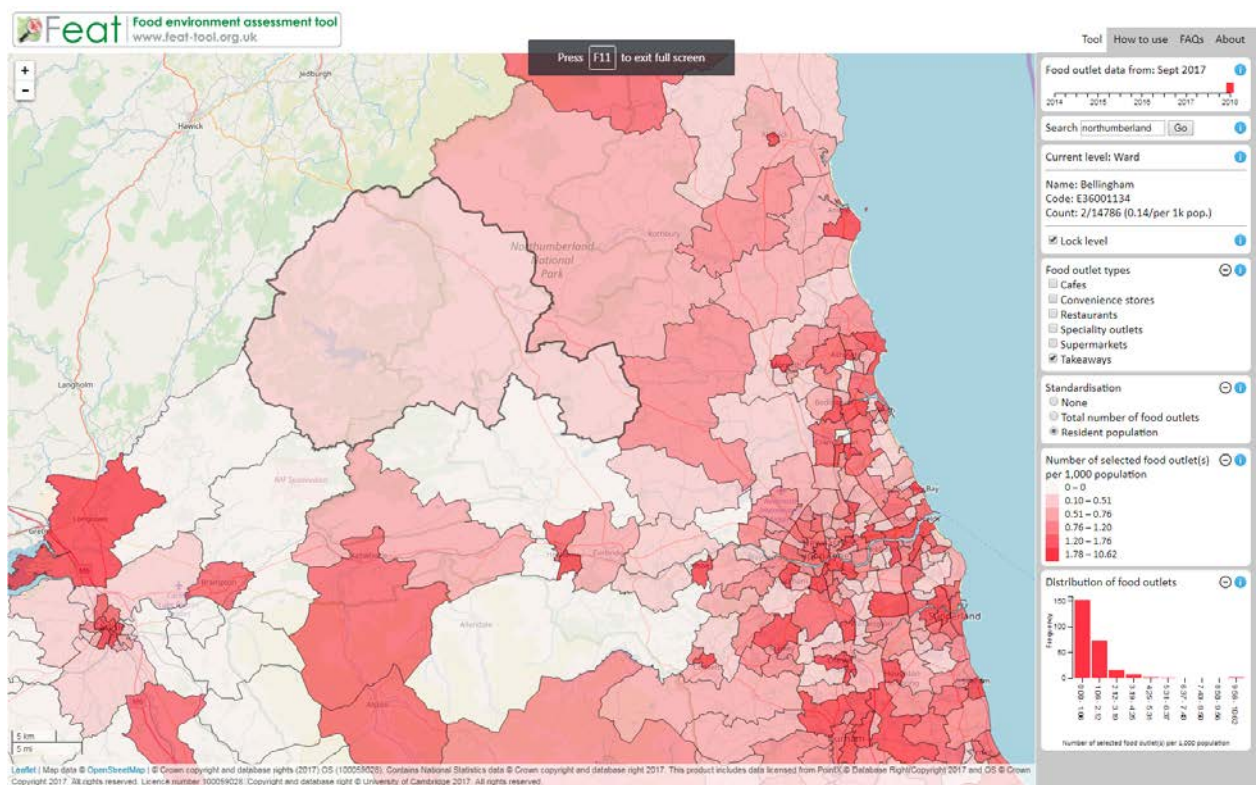 Feat Food environment assessment tool
www.feat-tool.org.uk
Press F11 to exit full screen
Tool How to use FAQs About
+
-
Jedburgh
Hawick
Rothbury
Northumberland
National
Park
Langholm
Longtown
Brampton
Allendale
Alston
5 km
5 mi
Food outlet data from: Sept 2017
2014 2015 2016 2017 2018
Search northumberland Go
Current level: Ward
Name: Bellingham
Code: E36001134
Count: 2/14786 (0.14/per 1k pop.)
Lock level
Food outlet types
Cafes
Convenience stores
Restaurants
Speciality outlets
Supermarkets
Takeaways
Standardisation
None
Total number of food outlets
Resident population
Number of selected food outlet(s)
per 1,000 population
0 – 0
0.10 – 0.51
0.51 – 0.76
0.76 – 1.20
1.20 – 1.76
1.78 – 10.62
Distribution of food outlets
Frequency
150
100
50
0
Number of selected food outlet(s) per 1,000 population
Leaflet | Map data © OpenStreetMap | © Crown copyright and database rights (2017) OS (100059028). Contains National Statistics data © Crown copyright and database right 2017. This product includes data licensed from PointX © Database Right/Copyright 2017 and OS © Crown
Copyright 2017. All rights reserved. Licence number 100059028. Copyright and database right © University of Cambridge 2017. All rights reserved.